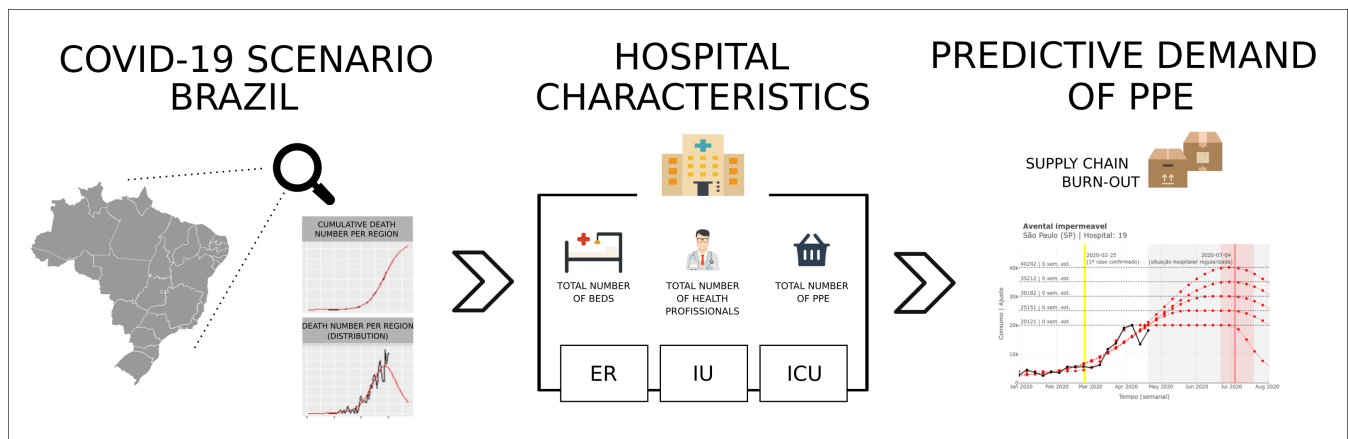 COVID-19 SCENARIO
BRAZIL
CUMULATIVE DEATH
NUMBER PER REGION
DEATH NUMBER PER REGION
(DISTRIBUTION)
HOSPITAL
CHARACTERISTICS
TOTAL NUMBER
OF BEDS
TOTAL NUMBER
OF HEALTH
PROFISSIONALS
TOTAL NUMBER
OF PPE
ER
IU
ICU
PREDICTIVE DEMAND
OF PPE
SUPPLY CHAIN
BURN-OUT
Avental impermeavel
São Paulo (SP) | Hospital: 19
2020-02-25
(1º caso confirmado)
2020-07-04
(situação hospitalar regularizada)
40242 | 0 sem. est.
35212 | 0 sem. est.
30182 | 0 sem. est.
25151 | 0 sem. est.
20121 | 0 sem. est.
40k
30k
20k
10k
0
Consumo | Ajuste
Jan 2020 Feb 2020 Mar 2020 Apr 2020 May 2020 Jun 2020 Jul 2020 Aug 2020
Tempo (semanal)